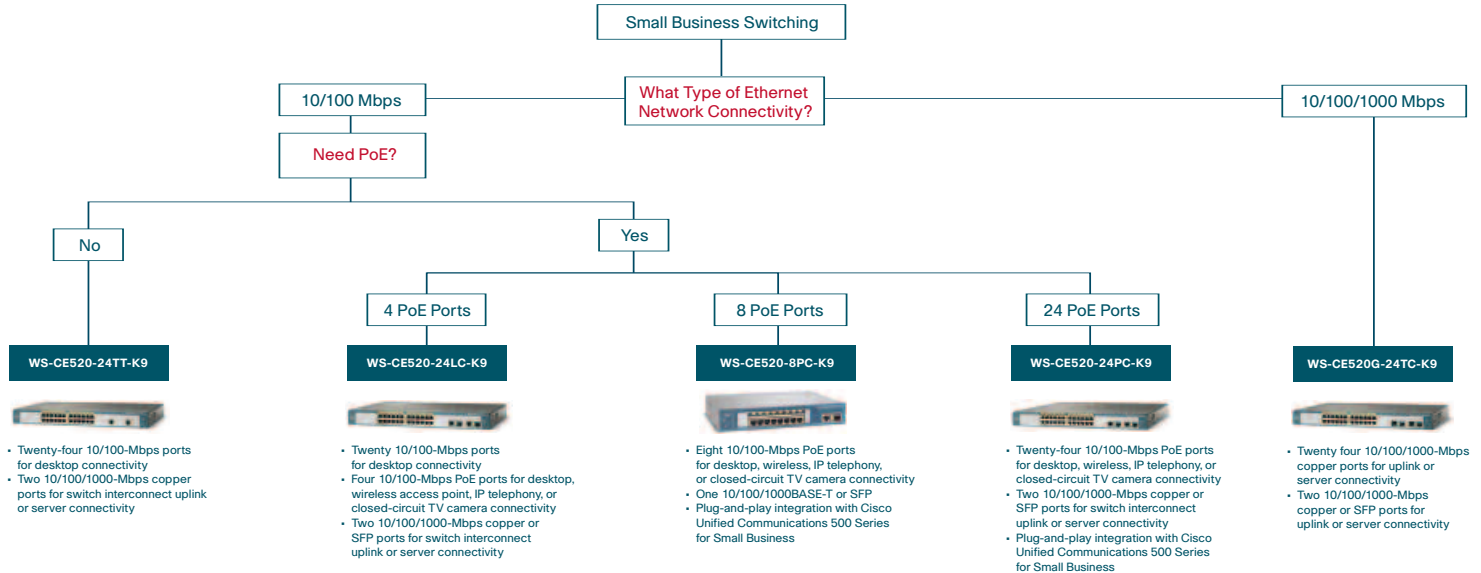 Small Business Switching
What Type of Ethernet
Network Connectivity?
10/100 Mbps
10/100/1000 Mbps
Need PoE?
No
Yes
4 PoE Ports
8 PoE Ports
24 PoE Ports
WS-CE520-24TT-K9
▪ Twenty-four 10/100-Mbps ports
for desktop connectivity
▪ Two 10/100/1000-Mbps copper
ports for switch interconnect uplink
or server connectivity
WS-CE520-24LC-K9
▪ Twenty 10/100-Mbps ports
for desktop connectivity
▪ Four 10/100-Mbps PoE ports for desktop,
wireless access point, IP telephony, or
closed-circuit TV camera connectivity
▪ Two 10/100/1000-Mbps copper or
SFP ports for switch interconnect
uplink or server connectivity
WS-CE520-8PC-K9
▪ Eight 10/100-Mbps PoE ports
for desktop, wireless, IP telephony,
or closed-circuit TV camera connectivity
▪ One 10/100/1000BASE-T or SFP
▪ Plug-and-play integration with Cisco
Unified Communications 500 Series
for Small Business
WS-CE520-24PC-K9
▪ Twenty-four 10/100-Mbps PoE ports
for desktop, wireless, IP telephony, or
closed-circuit TV camera connectivity
▪ Two 10/100/1000-Mbps copper or
SFP ports for switch interconnect
uplink or server connectivity
▪ Plug-and-play integration with Cisco
Unified Communications 500 Series
for Small Business
WS-CE520G-24TC-K9
▪ Twenty four 10/100/1000-Mbps
copper ports for uplink or
server connectivity
▪ Two 10/100/1000-Mbps
copper or SFP ports for
uplink or server connectivity